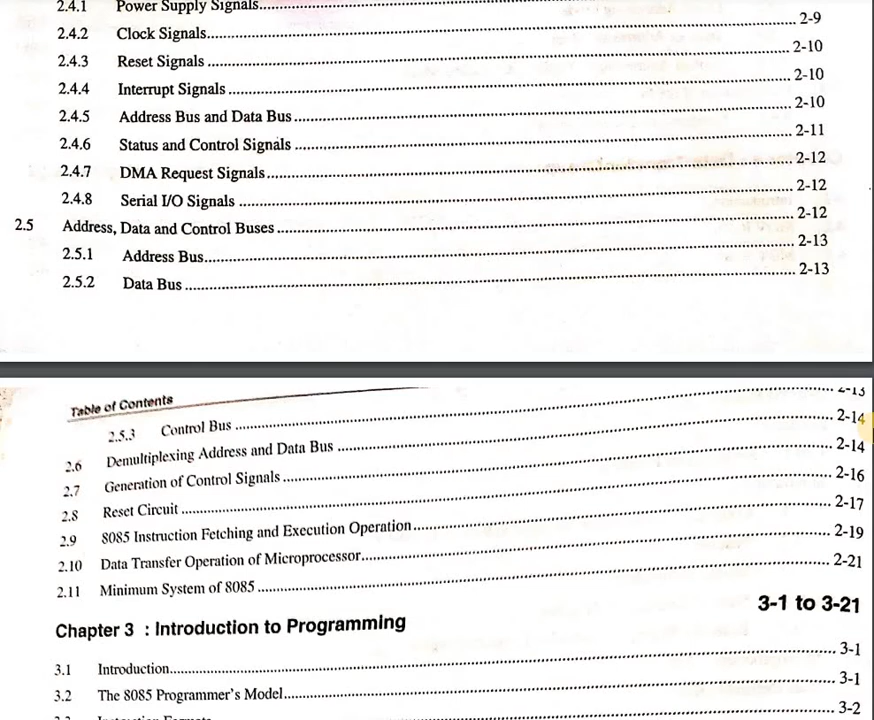 2.4.1 Power Supply Signals
2.4.2 Clock Signals 2-9
2.4.3 Reset Signals 2-10
2.4.4 Interrupt Signals 2-10
2.4.5 Address Bus and Data Bus 2-10
2.4.6 Status and Control Signals 2-11
2.4.7 DMA Request Signals 2-12
2.4.8 Serial I/O Signals 2-12
2.5 Address, Data and Control Buses 2-12
2.5.1 Address Bus 2-13
2.5.2 Data Bus 2-13
Table of Contents
2.5.3 Control Bus 2-13
2.6 Demultiplexing Address and Data Bus 2-14
2.7 Generation of Control Signals 2-14
2.8 Reset Circuit 2-16
2.9 8085 Instruction Fetching and Execution Operation 2-17
2.10 Data Transfer Operation of Microprocessor 2-19
2.11 Minimum System of 8085 2-21
Chapter 3 : Introduction to Programming 3-1 to 3-21
3.1 Introduction 3-1
3.2 The 8085 Programmer's Model 3-1
3-2